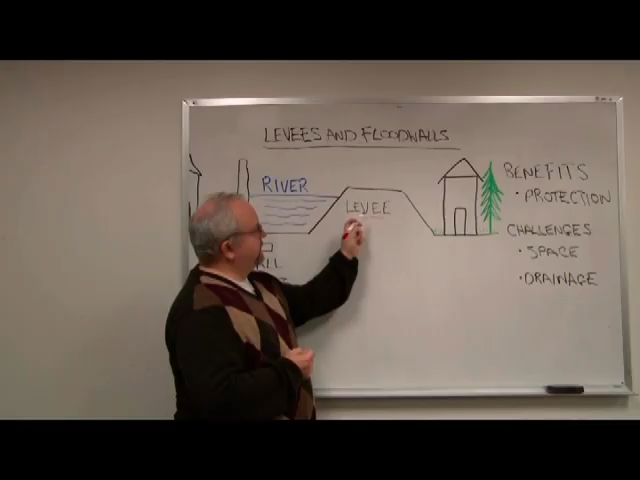 LEVEES AND FLOODWALLS
RIVER
LEVEE
BENEFITS
• PROTECTION
CHALLENGES
• SPACE
• DRAINAGE